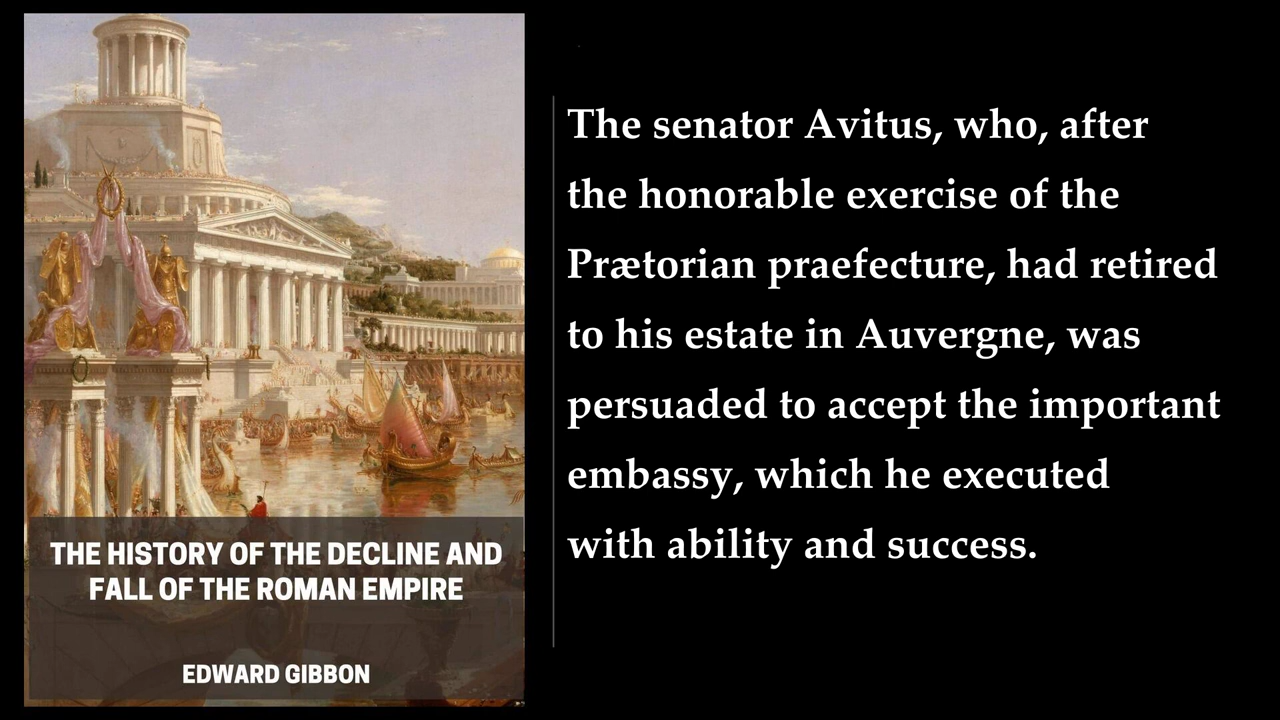 THE HISTORY OF THE DECLINE AND
FALL OF THE ROMAN EMPIRE
EDWARD GIBBON
The senator Avitus, who, after
the honorable exercise of the
Prætorian praefecture, had retired
to his estate in Auvergne, was
persuaded to accept the important
embassy, which he executed
with ability and success.